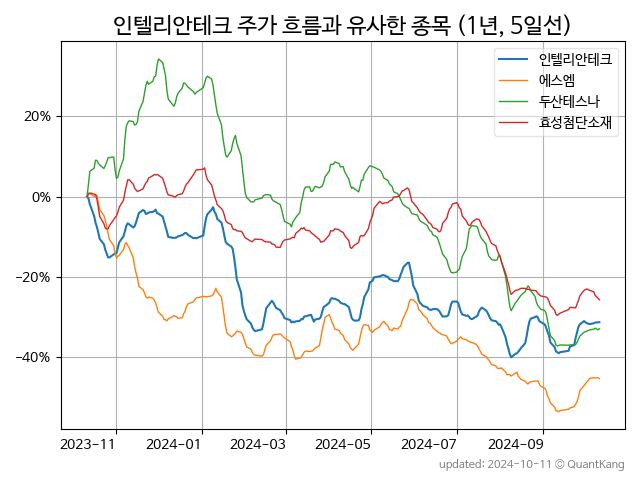 인텔리안테크 주가 흐름과 유사한 종목 (1년, 5일선)
인텔리안테크
에스엠
두산테스나
효성첨단소재
20%
0%
−20%
−40%
2023-11
2024-01
2024-03
2024-05
2024-07
2024-09
updated: 2024-10-11 © QuantKang